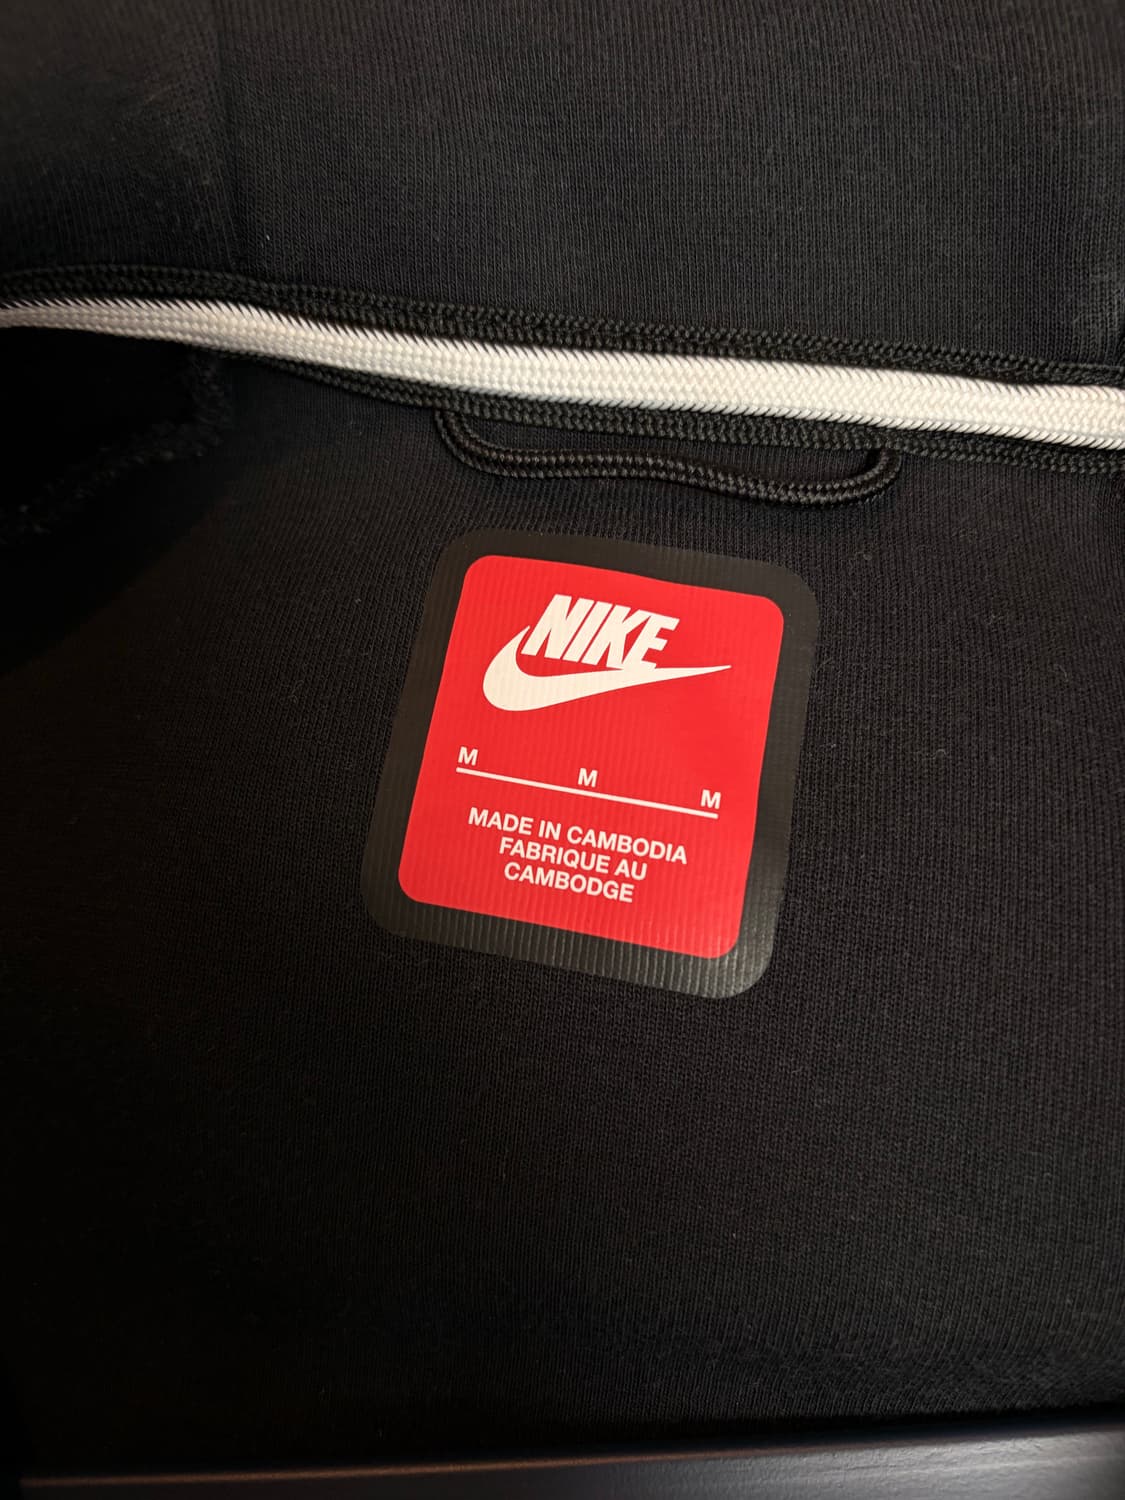 NIKE
M M M
MADE IN CAMBODIA
FABRIQUE AU
CAMBODGE